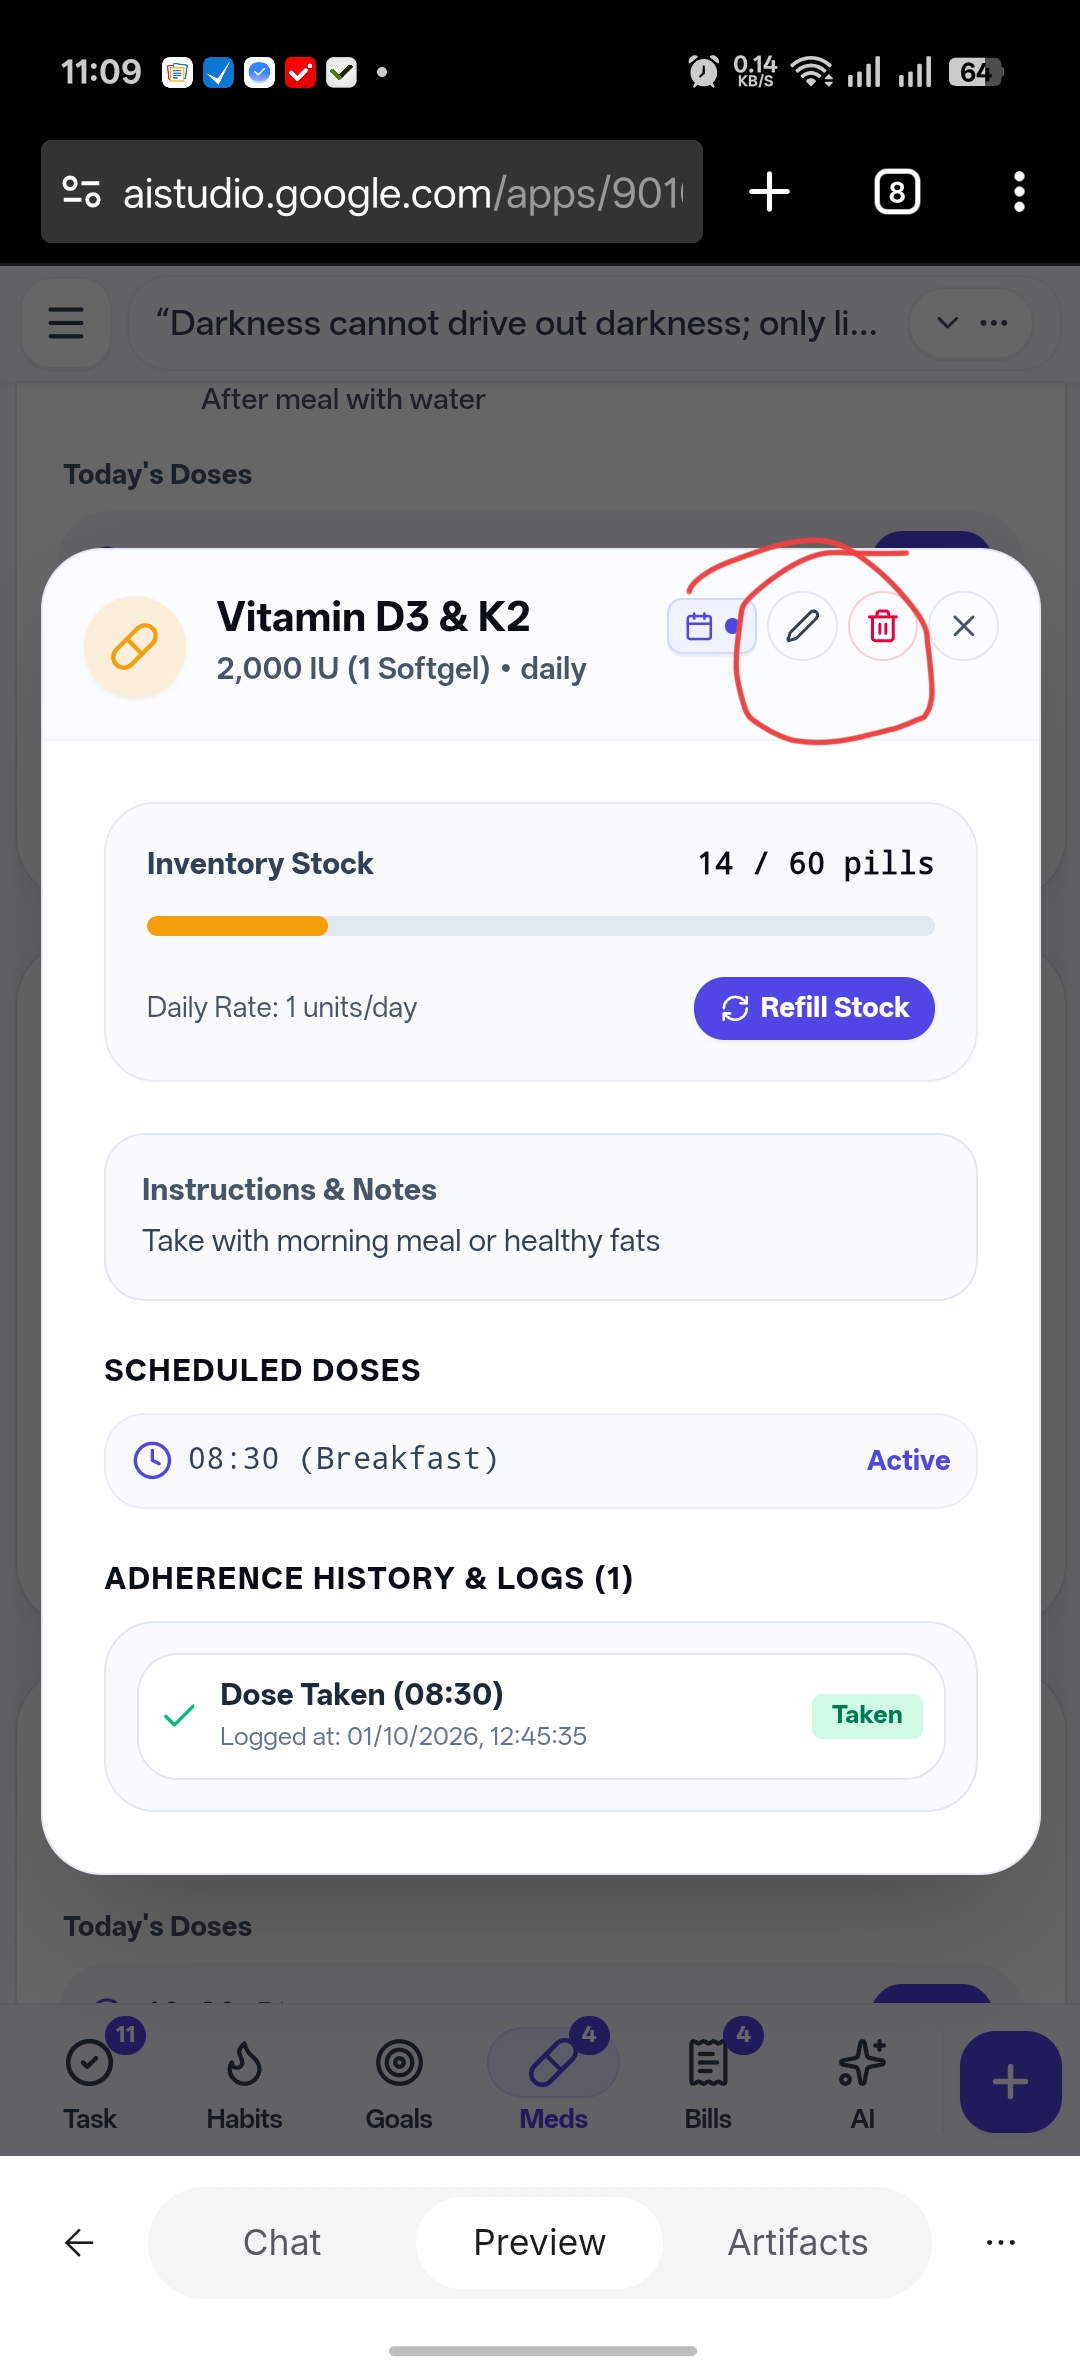 11:09
0.14
KB/S
64
aistudio.google.com/apps/901
8
“Darkness cannot drive out darkness; only li...
After meal with water
Today's Doses
Vitamin D3 & K2
2,000 IU (1 Softgel) • daily
Inventory Stock
14 / 60 pills
Daily Rate: 1 units/day
Refill Stock
Instructions & Notes
Take with morning meal or healthy fats
SCHEDULED DOSES
08:30 (Breakfast)
Active
ADHERENCE HISTORY & LOGS (1)
Dose Taken (08:30)
Logged at: 01/10/2026, 12:45:35
Taken
Today's Doses
11
4
4
Task
Habits
Goals
Meds
Bills
AI
Chat
Preview
Artifacts